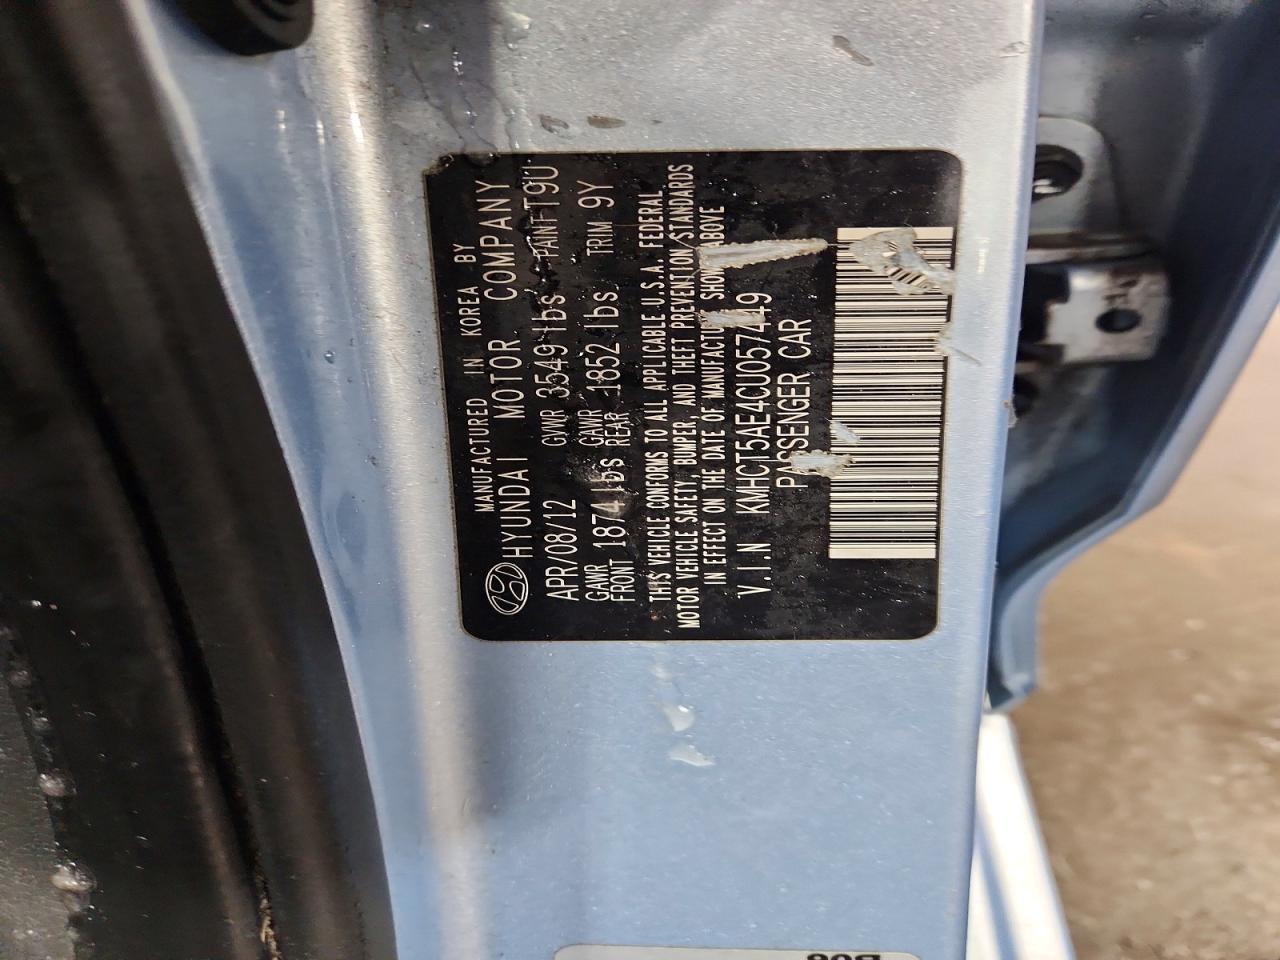 MANUFACTURED IN KOREA BY
HYUNDAI MOTOR COMPANY
APR/08/12 GVWR 3549 lbs PAINT T9U
GAWR FRONT 1874 lbs GAWR REAR 1852 lbs TRIM 9Y
THIS VEHICLE CONFORMS TO ALL APPLICABLE U.S.A. FEDERAL
MOTOR VEHICLE SAFETY, BUMPER, AND THEFT PREVENTION STANDARDS
IN EFFECT ON THE DATE OF MANUFACTURE SHOWN ABOVE
V.I.N KMHCT5AE4CU057449
PASSENGER CAR